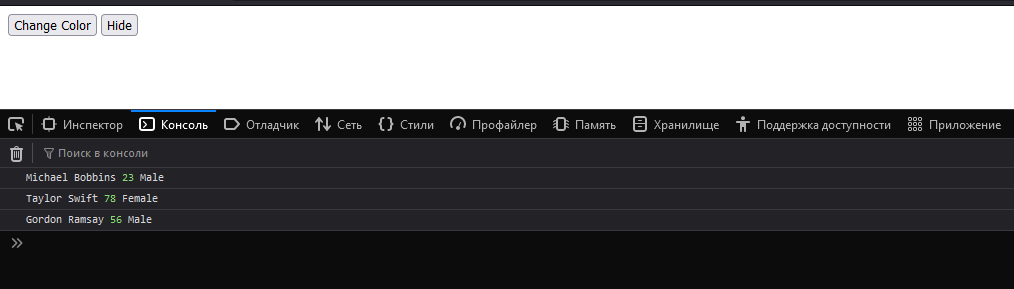 Change Color Hide
Инспектор Консоль Отладчик Сеть Стили Профайлер Память Хранилище Поддержка доступности Приложение
Поиск в консоли
Michael Bobbins 23 Male
Taylor Swift 78 Female
Gordon Ramsay 56 Male